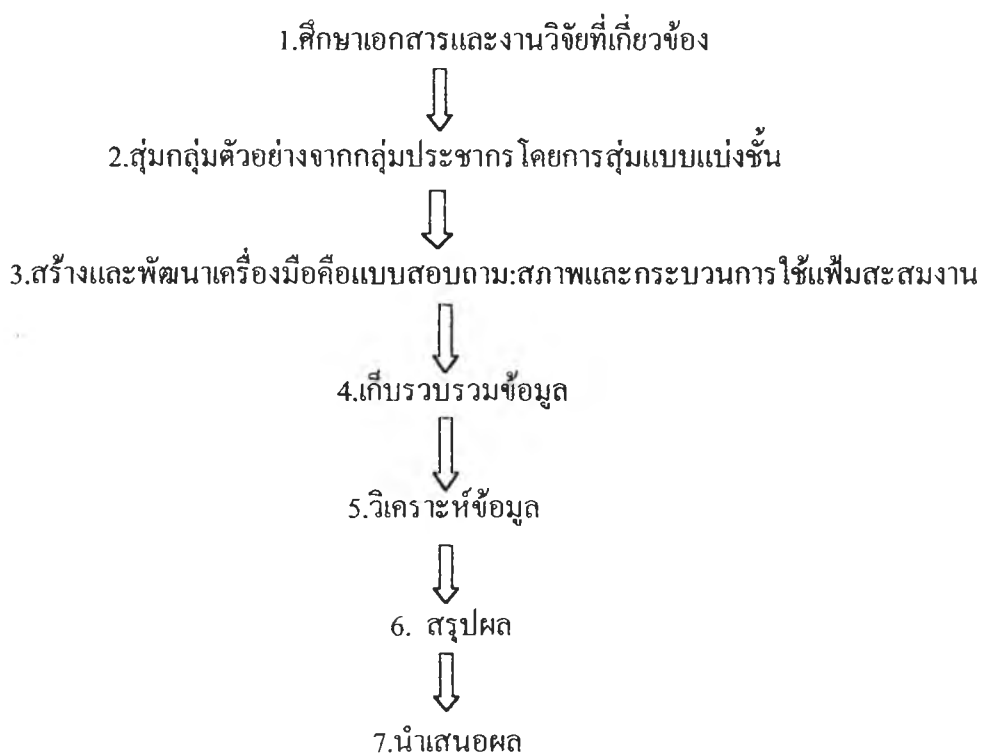 1.ศึกษาเอกสารและงานวิจัยที่เกี่ยวข้อง
2.สุ่มกลุ่มตัวอย่างจากกลุ่มประชากรโดยการสุ่มแบบแบ่งชั้น
3.สร้างและพัฒนาเครื่องมือคือแบบสอบถาม:สภาพและกระบวนการใช้แฟ้มสะสมงาน
4.เก็บรวบรวมข้อมูล
5.วิเคราะห์ข้อมูล
6. สรุปผล
7.นำเสนอผล